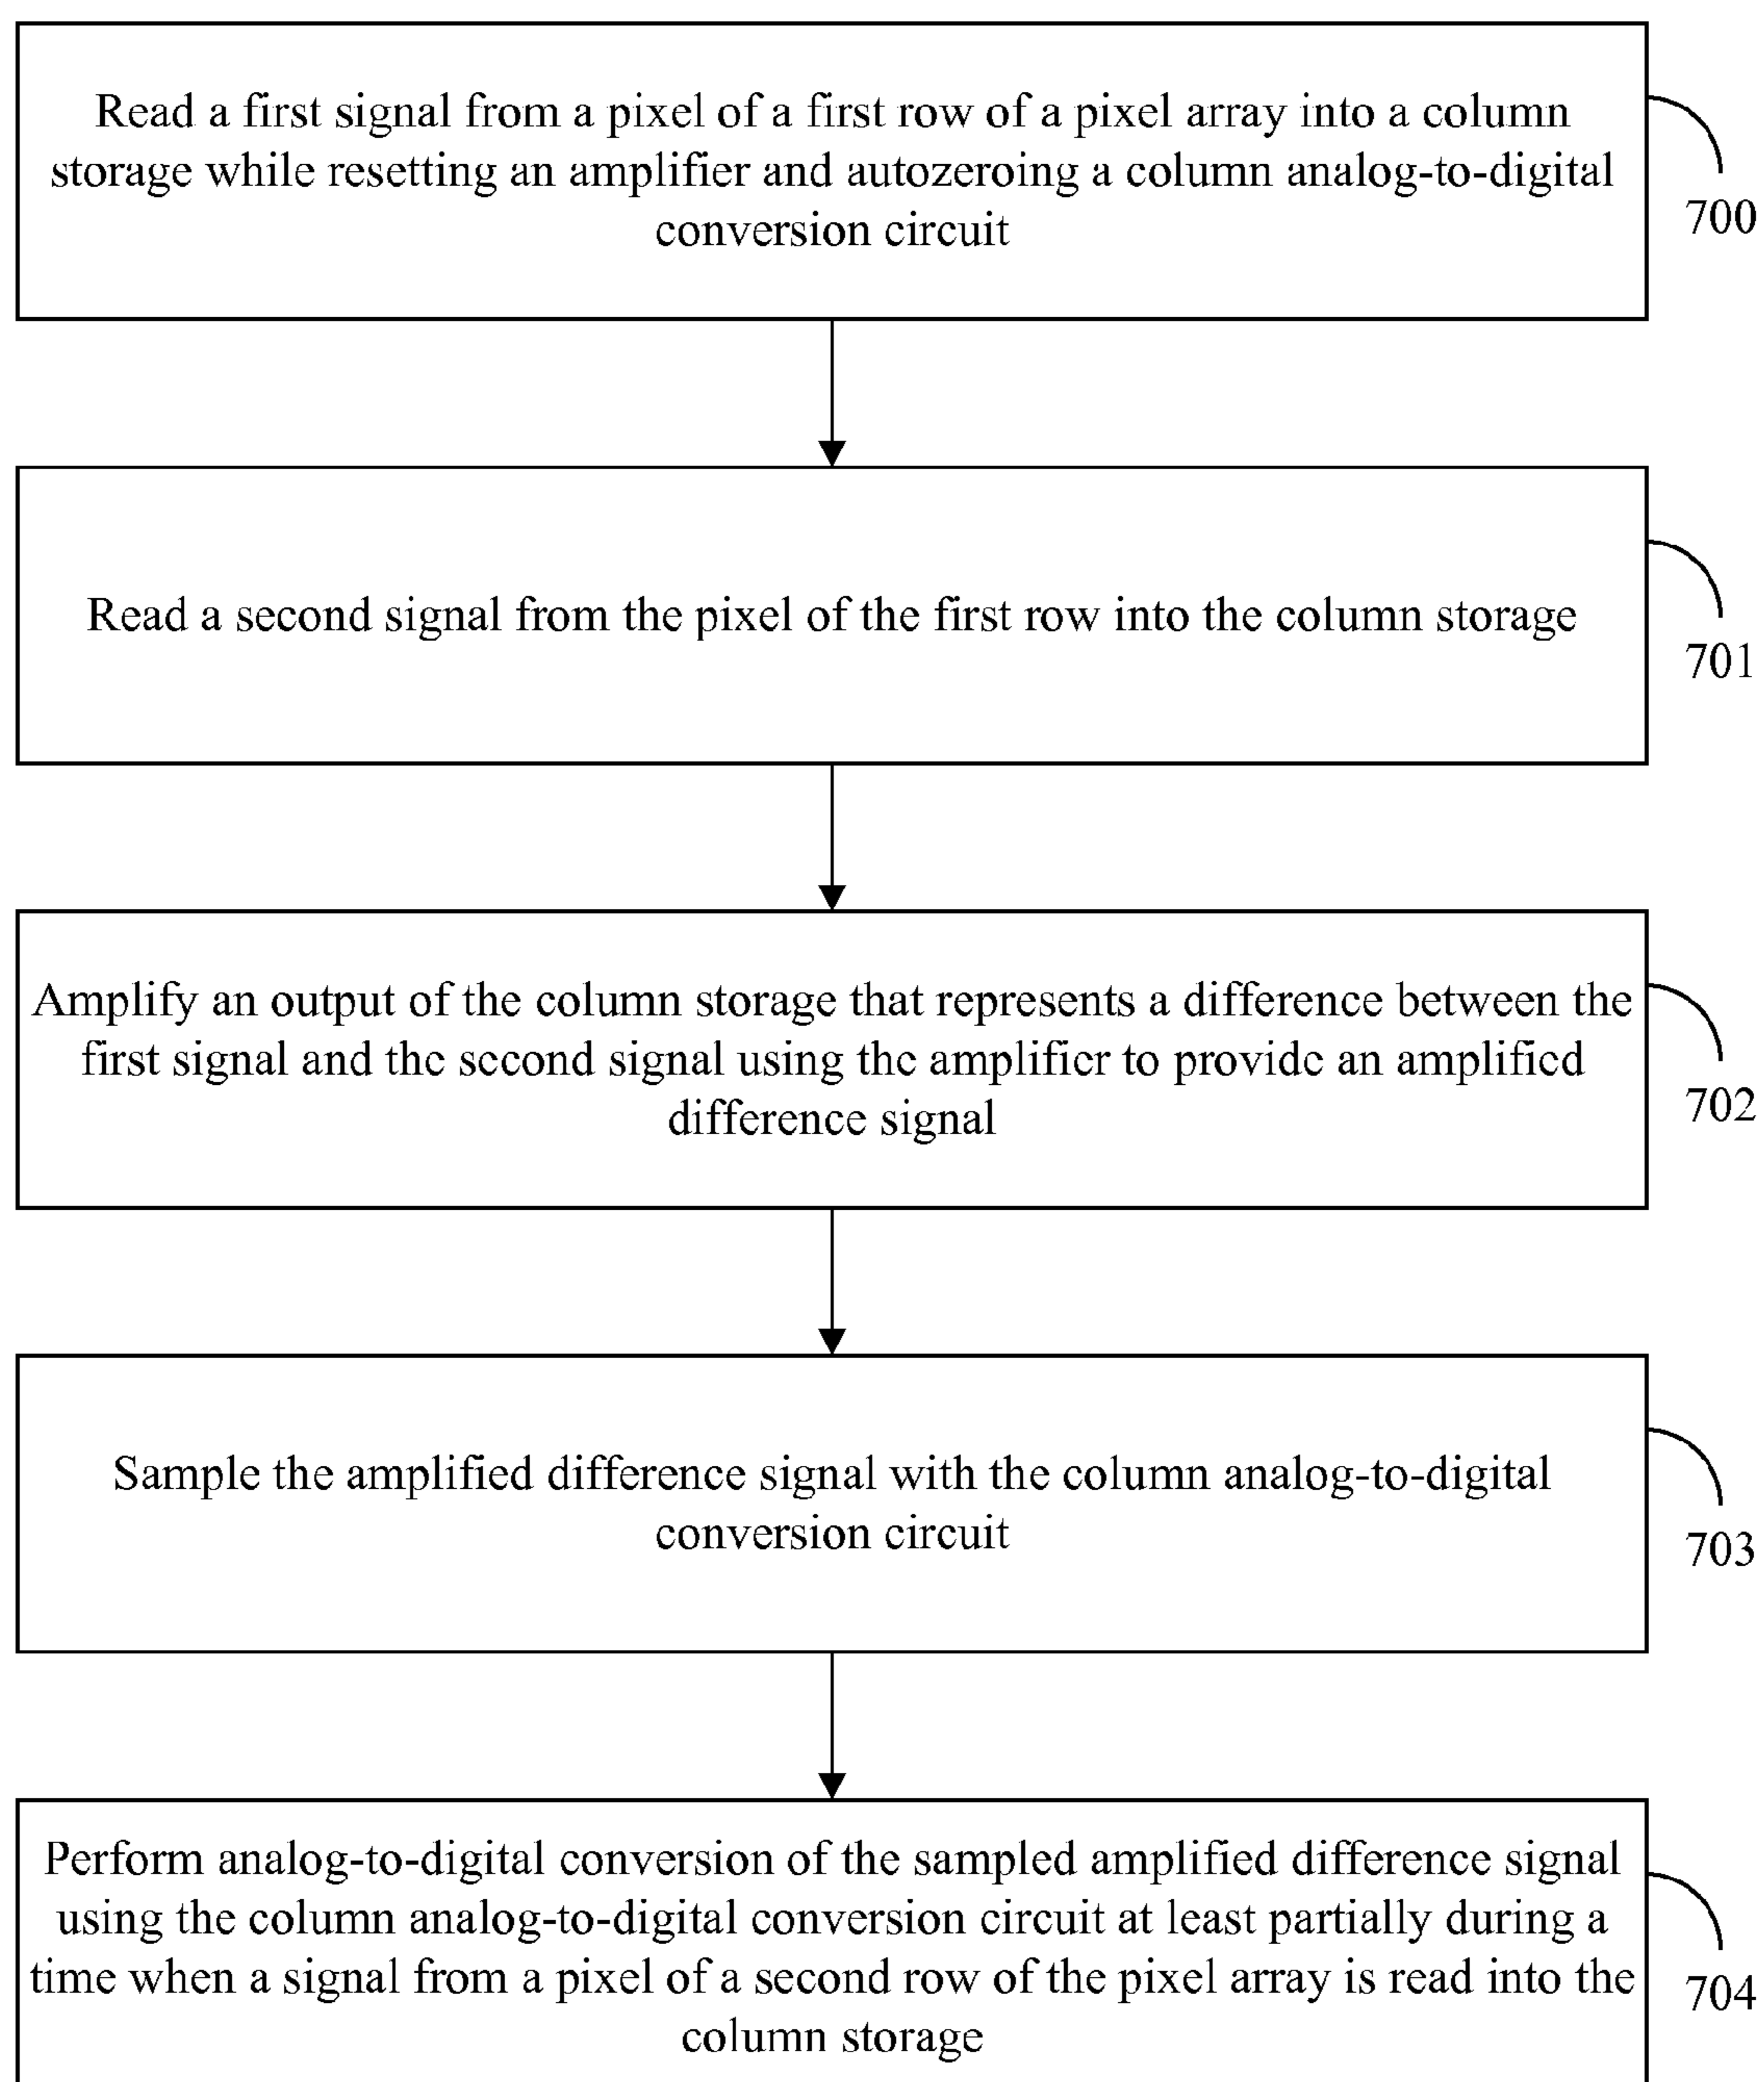 Read a first signal from a pixel of a first row of a pixel array into a column
storage while resetting an amplifier and autozeroing a column analog-to-digital
conversion circuit
700
Read a second signal from the pixel of the first row into the column storage
701
Amplify an output of the column storage that represents a difference between the
first signal and the second signal using the amplifier to provide an amplified
difference signal
702
Sample the amplified difference signal with the column analog-to-digital
conversion circuit
703
Perform analog-to-digital conversion of the sampled amplified difference signal
using the column analog-to-digital conversion circuit at least partially during a
time when a signal from a pixel of a second row of the pixel array is read into the
column storage
704